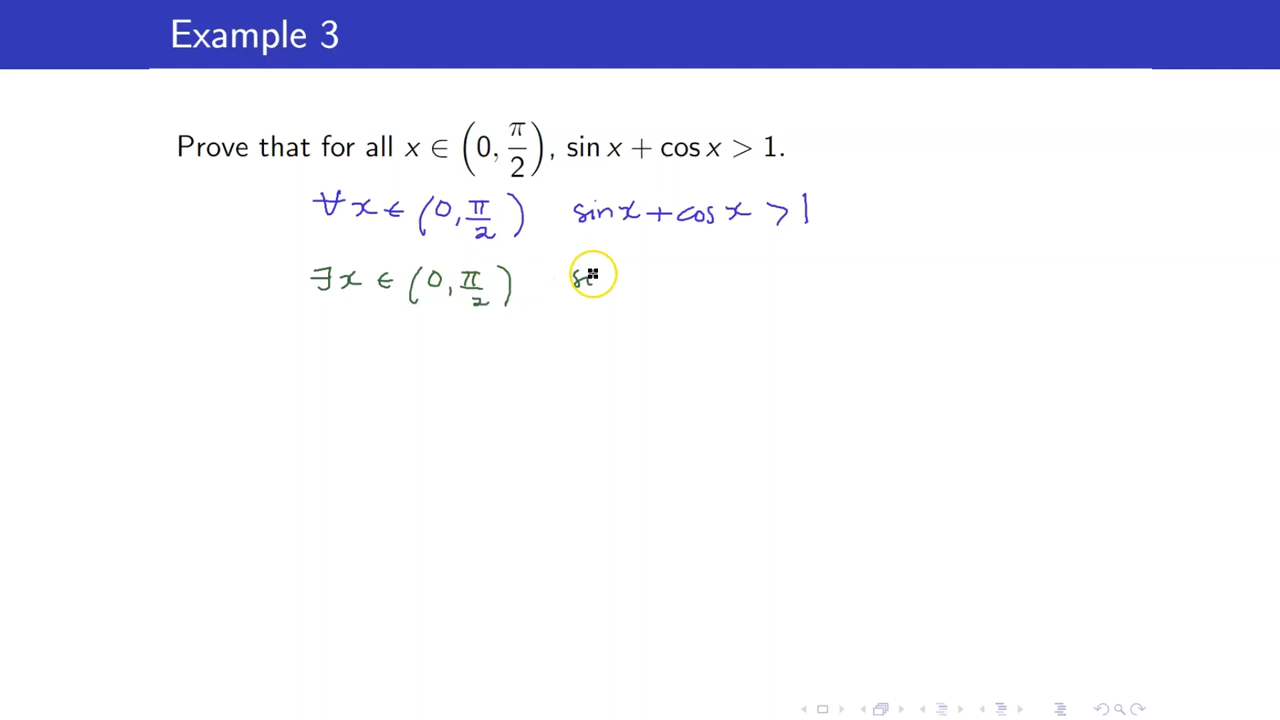 Example 3
Prove that for all x ∈ (0, π/2), sin x + cos x > 1.
∀ x ∈ (0, π/2) sin x + cos x > 1
∃ x ∈ (0, π/2)